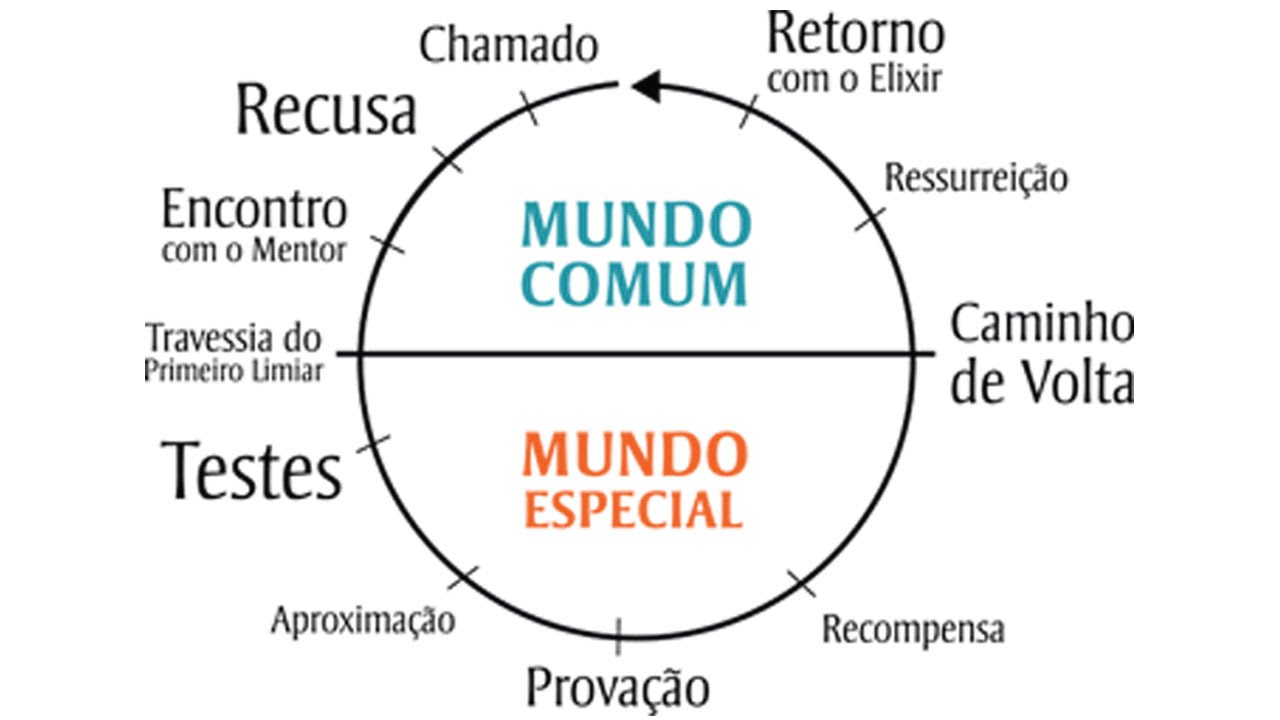 Chamado
Retorno
com o Elixir
Recusa
Ressurreição
Encontro
com o Mentor
MUNDO
COMUM
Travessia do
Primeiro Limiar
Caminho
de Volta
Testes
MUNDO
ESPECIAL
Aproximação
Recompensa
Provação